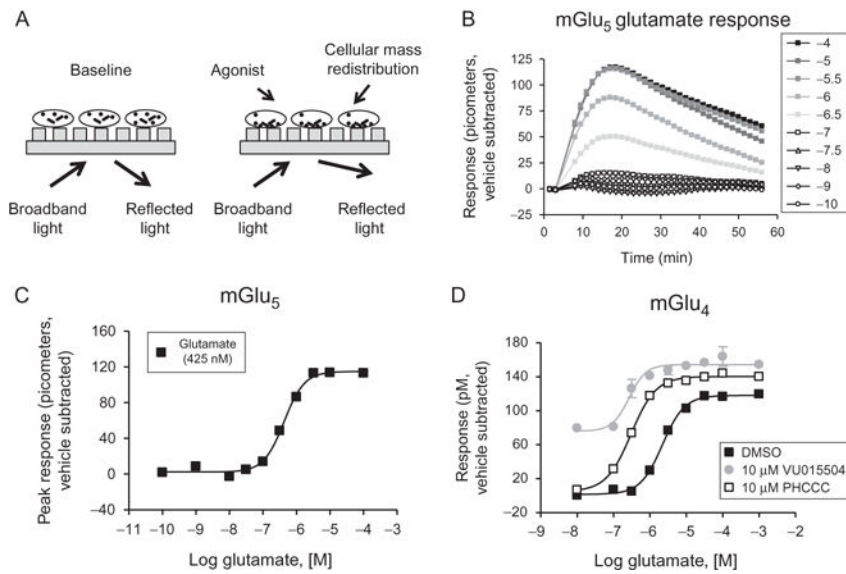 A
Baseline
Agonist
Cellular mass
redistribution
Broadband
light
Reflected
light
Broadband
light
Reflected
light
B
mGlu5 glutamate response
Response (picometers,
vehicle subtracted)
125
100
75
50
25
0
−25
0 10 20 30 40 50 60
Time (min)
−4
−5
−5.5
−6
−6.5
−7
−7.5
−8
−9
−10
C
mGlu5
Peak response (picometers,
vehicle subtracted)
160
120
80
40
0
−40
Glutamate
(425 nM)
−11 −10 −9 −8 −7 −6 −5 −4 −3
Log glutamate, [M]
D
mGlu4
Response (pM,
vehicle subtracted)
180
140
100
60
20
−20
DMSO
10 µM VU015504
10 µM PHCCC
−9 −8 −7 −6 −5 −4 −3 −2
Log glutamate, [M]